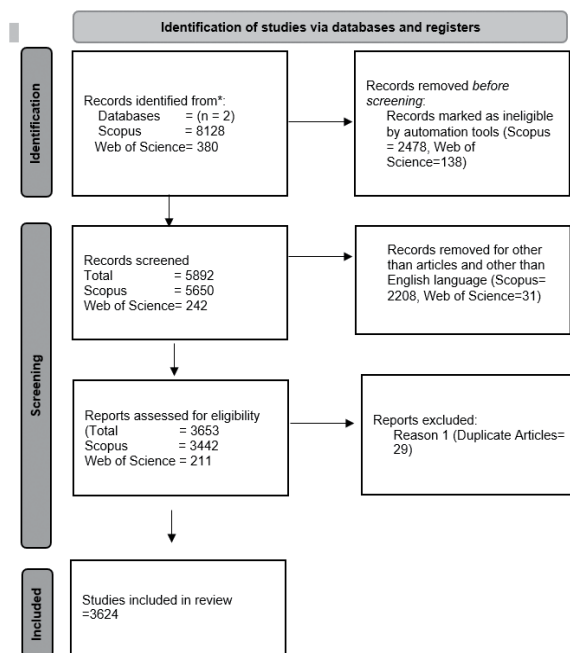 Identification of studies via databases and registers
Identification
Records identified from*:
Databases = (n = 2)
Scopus = 8128
Web of Science= 380
Records removed before
screening:
Records marked as ineligible
by automation tools (Scopus
= 2478, Web of
Science=138)
Screening
Records screened
Total = 5892
Scopus = 5650
Web of Science= 242
Records removed for other
than articles and other than
English language (Scopus=
2208, Web of Science=31)
Reports assessed for eligibility
(Total = 3653
Scopus = 3442
Web of Science = 211
Reports excluded:
Reason 1 (Duplicate Articles=
29)
Included
Studies included in review
=3624